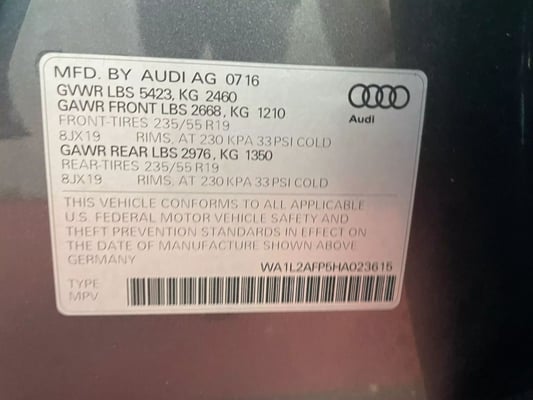 MFD. BY AUDI AG 07 16
GVWR LBS 5423, KG 2460
GAWR FRONT LBS 2668, KG 1210
FRONT-TIRES 235/55 R19
8JX19 RIMS, AT 230 KPA 33 PSI COLD
GAWR REAR LBS 2976, KG 1350
REAR-TIRES 235/55 R19
8JX19 RIMS, AT 230 KPA 33 PSI COLD
Audi
THIS VEHICLE CONFORMS TO ALL APPLICABLE
U.S. FEDERAL MOTOR VEHICLE SAFETY AND
THEFT PREVENTION STANDARDS IN EFFECT ON
THE DATE OF MANUFACTURE SHOWN ABOVE
GERMANY WA1L2AFP5HA023615
TYPE
MPV